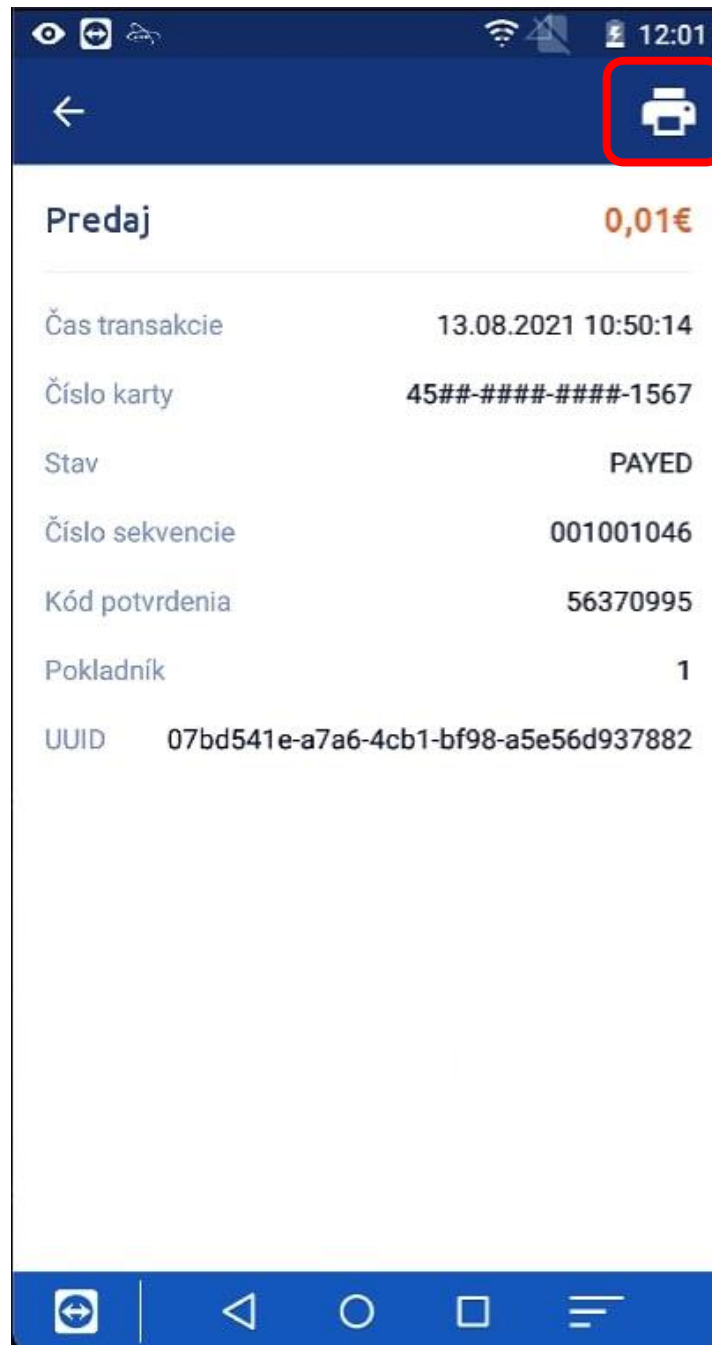 12:01
Predaj 0,01€
Čas transakcie 13.08.2021 10:50:14
Číslo karty 45##-####-####-1567
Stav PAYED
Číslo sekvencie 001001046
Kód potvrdenia 56370995
Pokladník 1
UUID 07bd541e-a7a6-4cb1-bf98-a5e56d937882